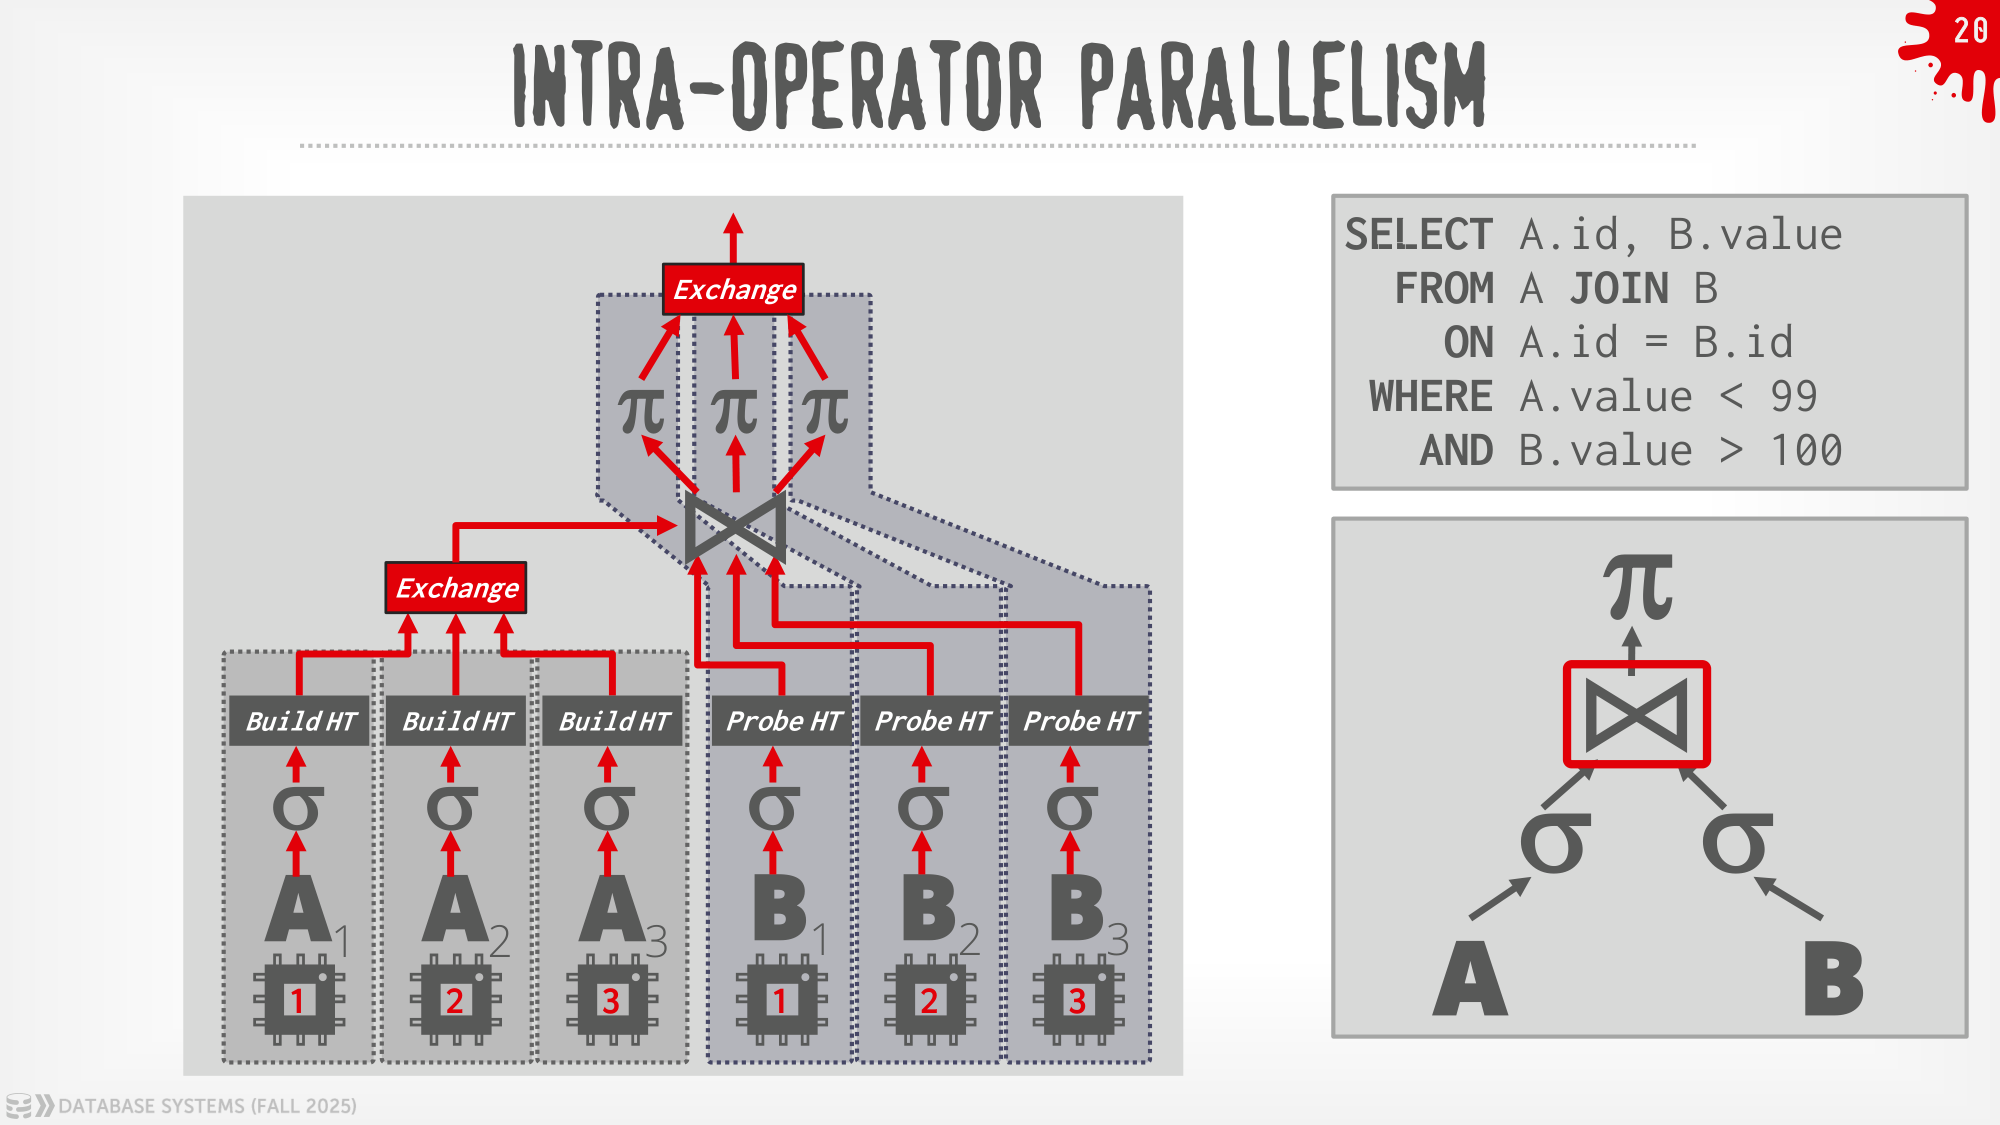 20
INTRA-OPERATOR PARALLELISM
Exchange
π π π
Exchange
Build HT Build HT Build HT Probe HT Probe HT Probe HT
σ σ σ σ σ σ
A1 A2 A3 B1 B2 B3
1 2 3 1 2 3
SELECT A.id, B.value
FROM A JOIN B
ON A.id = B.id
WHERE A.value < 99
AND B.value > 100
π
σ σ
A B
DATABASE SYSTEMS (FALL 2025)